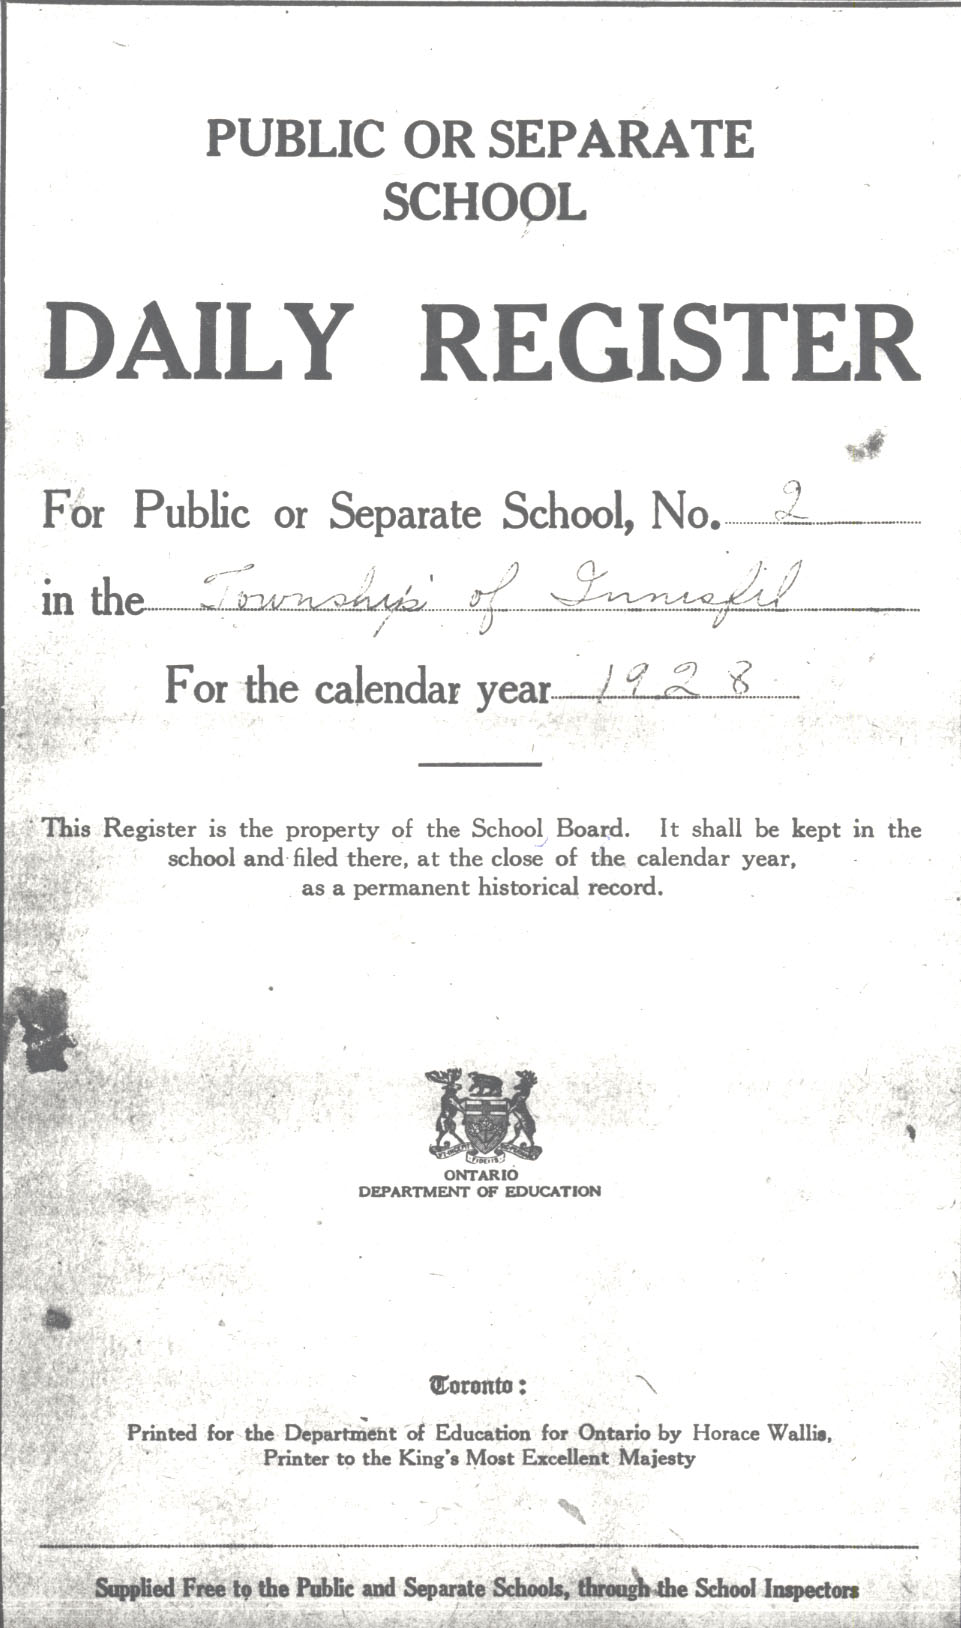 PUBLIC OR SEPARATE
SCHOOL
DAILY REGISTER
For Public or Separate School, No. 2
in the Township of Innisfil
For the calendar year 1928
This Register is the property of the School Board. It shall be kept in the
school and filed there, at the close of the calendar year,
as a permanent historical record.
ONTARIO
DEPARTMENT OF EDUCATION
Toronto:
Printed for the Department of Education for Ontario by Horace Wallis,
Printer to the King's Most Excellent Majesty
Supplied Free to the Public and Separate Schools, through the School Inspectors